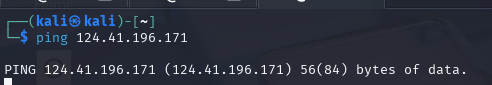 ┌──(kali㉿kali)-[~]
└─$ ping 124.41.196.171
PING 124.41.196.171 (124.41.196.171) 56(84) bytes of data.